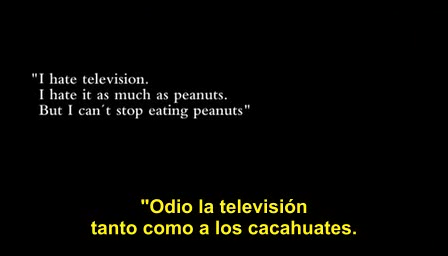 "I hate television.
I hate it as much as peanuts.
But I can´t stop eating peanuts"
"Odio la televisión
tanto como a los cacahuates.